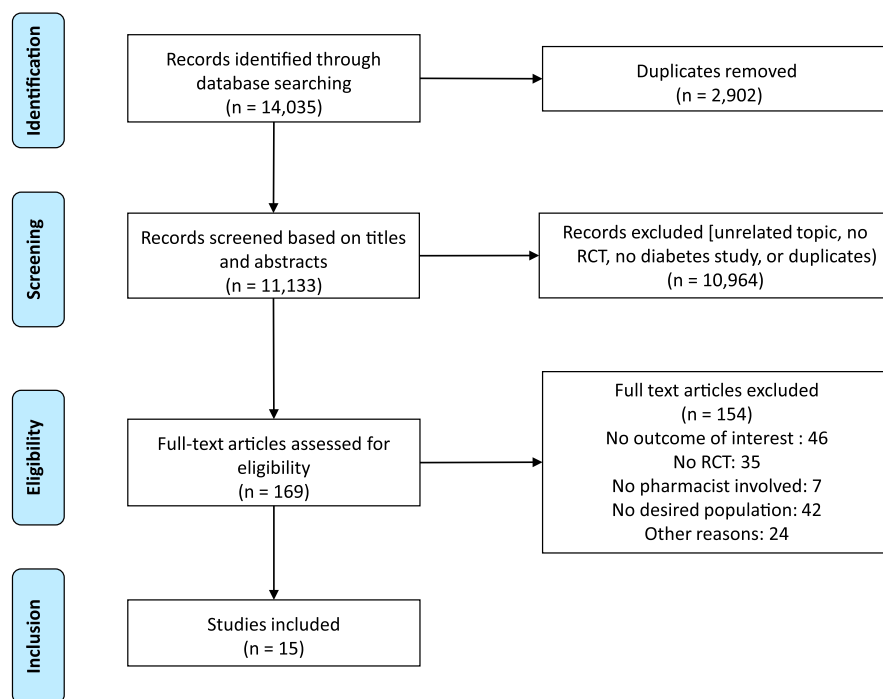 Identification
Records identified through
database searching
(n = 14,035)
Duplicates removed
(n = 2,902)
Screening
Records screened based on titles
and abstracts
(n = 11,133)
Records excluded [unrelated topic, no
RCT, no diabetes study, or duplicates)
(n = 10,964)
Eligibility
Full-text articles assessed for
eligibility
(n = 169)
Full text articles excluded
(n = 154)
No outcome of interest : 46
No RCT: 35
No pharmacist involved: 7
No desired population: 42
Other reasons: 24
Inclusion
Studies included
(n = 15)